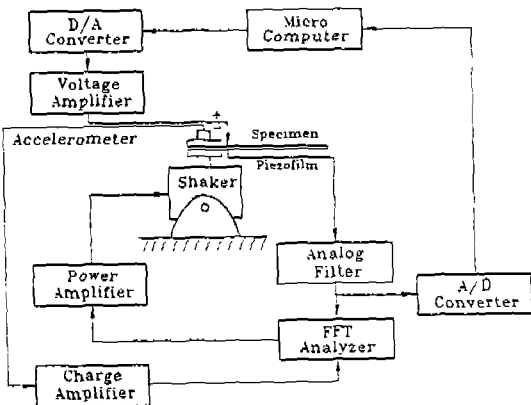 D/A
Converter
Micro
Computer
Voltage
Amplifier
+
-
Accelerometer
Specimen
Piezofilm
Shaker
Analog
Filter
Power
Amplifier
A/D
Converter
FFT
Analyzer
Charge
Amplifier